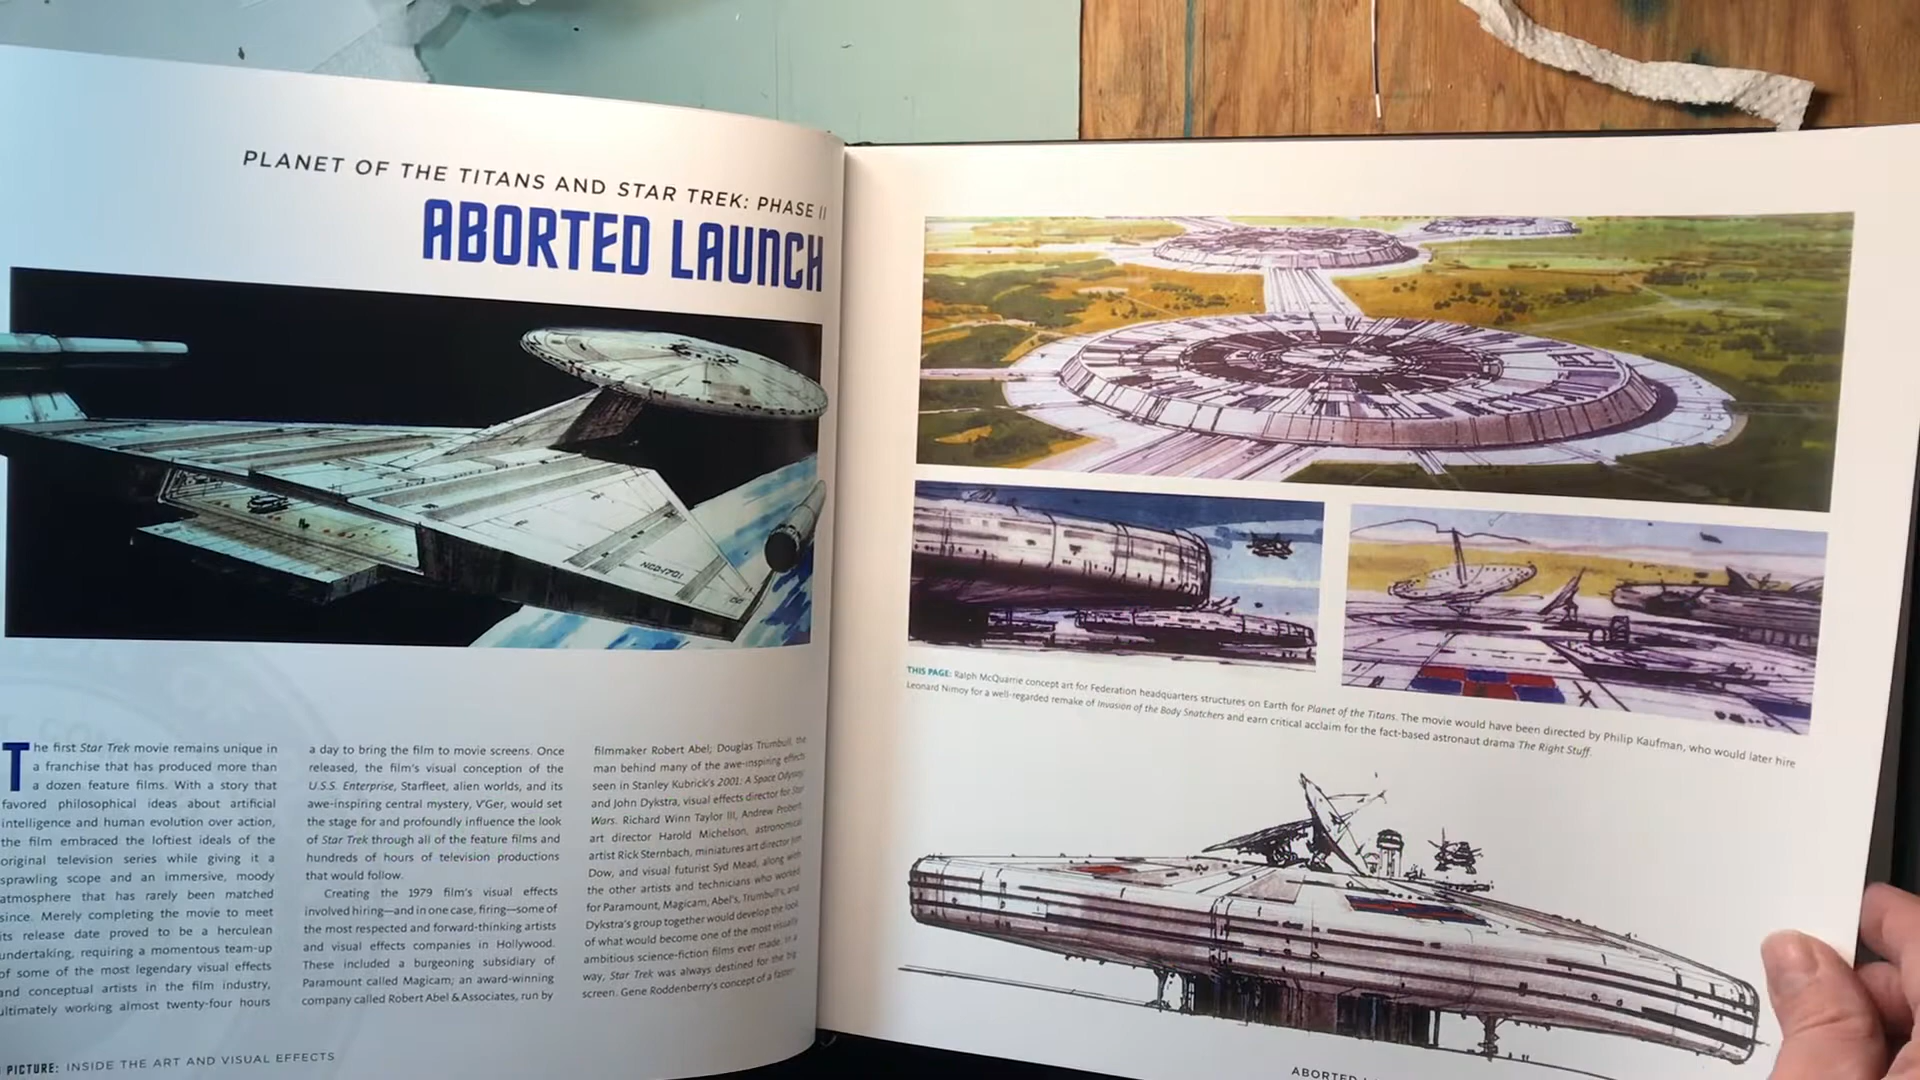 PLANET OF THE TITANS AND STAR TREK: PHASE II
ABORTED LAUNCH
NCC-1701
The first Star Trek movie remains unique in
a franchise that has produced more than
a dozen feature films. With a story that
favored philosophical ideas about artificial
intelligence and human evolution over action,
the film embraced the loftiest ideals of the
original television series while giving it a
sprawling scope and an immersive, moody
atmosphere that has rarely been matched
since. Merely completing the movie to meet
its release date proved to be a herculean
undertaking, requiring a momentous team-up
of some of the most legendary visual effects
and conceptual artists in the film industry,
ultimately working almost twenty-four hours
a day to bring the film to movie screens. Once
released, the film's visual conception of the
U.S.S. Enterprise, Starfleet, alien worlds, and its
awe-inspiring central mystery, V'Ger, would set
the stage for and profoundly influence the look
of Star Trek through all of the feature films and
hundreds of hours of television productions
that would follow.
Creating the 1979 film's visual effects
involved hiring—and in one case, firing—some of
the most respected and forward-thinking artists
and visual effects companies in Hollywood.
These included a burgeoning subsidiary of
Paramount called Magicam; an award-winning
company called Robert Abel & Associates, run by
filmmaker Robert Abel; Douglas Trumbull, the
man behind many of the awe-inspiring effects
seen in Stanley Kubrick's 2001: A Space Odyssey;
and John Dykstra, visual effects director for Star
Wars. Richard Winn Taylor III, Andrew Probert,
art director Harold Michelson, astronomical
artist Rick Sternbach, miniatures art director Jim
Dow, and visual futurist Syd Mead, along with
the other artists and technicians who worked
for Paramount, Magicam, Abel's, Trumbull's, and
Dykstra's group together would develop the look
of what would become one of the most visually
ambitious science-fiction films ever made. In a
way, Star Trek was always destined for the big
screen. Gene Roddenberry's concept of a faster-
PICTURE: INSIDE THE ART AND VISUAL EFFECTS
THIS PAGE: Ralph McQuarrie concept art for Federation headquarters structures on Earth for Planet of the Titans. The movie would have been directed by Philip Kaufman, who would later hire
Leonard Nimoy for a well-regarded remake of Invasion of the Body Snatchers and earn critical acclaim for the fact-based astronaut drama The Right Stuff.
ABORTED